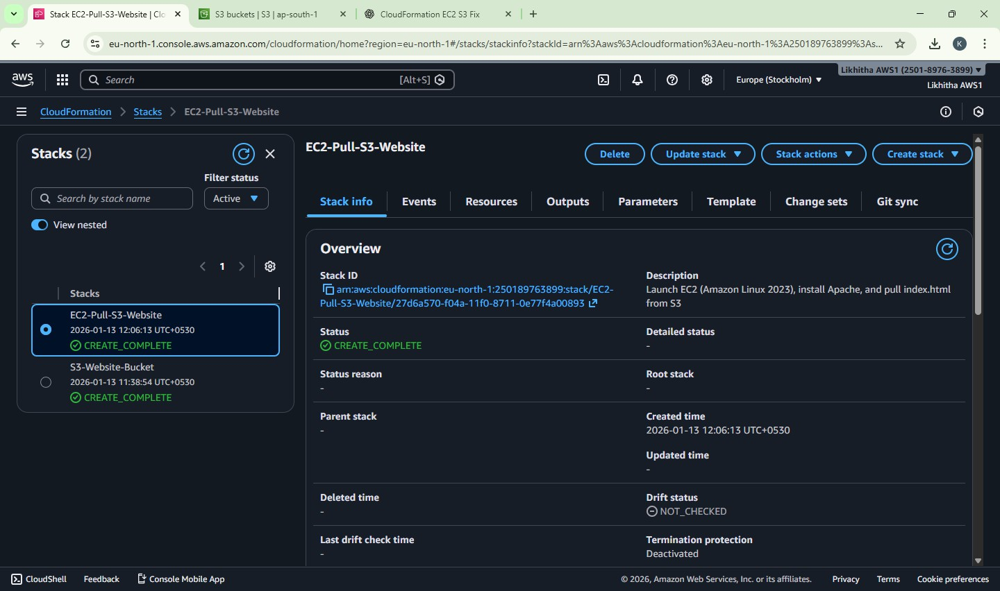 Stack EC2-Pull-S3-Website | Clo
S3 buckets | S3 | ap-south-1
CloudFormation EC2 S3 Fix
eu-north-1.console.aws.amazon.com/cloudformation/home?region=eu-north-1#/stacks/stackinfo?stackId=arn%3Aaws%3Acloudformation%3Aeu-north-1%3A250189763899%3As...
K
aws
Search
[Alt+S]
Europe (Stockholm)
Likhitha AWS1 (2501-8976-3899)
Likhitha AWS1
CloudFormation
Stacks
EC2-Pull-S3-Website
Stacks (2)
Filter status
Search by stack name
Active
View nested
1
Stacks
EC2-Pull-S3-Website
2026-01-13 12:06:13 UTC+0530
CREATE_COMPLETE
S3-Website-Bucket
2026-01-13 11:38:54 UTC+0530
CREATE_COMPLETE
EC2-Pull-S3-Website
Delete
Update stack
Stack actions
Create stack
Stack info
Events
Resources
Outputs
Parameters
Template
Change sets
Git sync
Overview
Stack ID
arn:aws:cloudformation:eu-north-1:250189763899:stack/EC2-
Pull-S3-Website/27d6a570-f04a-11f0-8711-0e77f4a00893
Description
Launch EC2 (Amazon Linux 2023), install Apache, and pull index.html
from S3
Status
CREATE_COMPLETE
Detailed status
-
Status reason
-
Root stack
-
Parent stack
-
Created time
2026-01-13 12:06:13 UTC+0530
Updated time
-
Deleted time
-
Drift status
NOT_CHECKED
Last drift check time
-
Termination protection
Deactivated
CloudShell
Feedback
Console Mobile App
© 2026, Amazon Web Services, Inc. or its affiliates.
Privacy
Terms
Cookie preferences